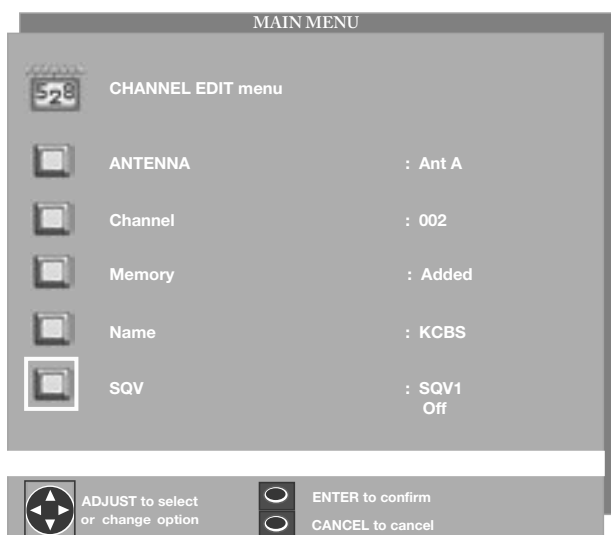 MAIN MENU
528
CHANNEL EDIT menu
ANTENNA : Ant A
Channel : 002
Memory : Added
Name : KCBS
SQV : SQV1
Off
ADJUST to select
or change option
ENTER to confirm
CANCEL to cancel